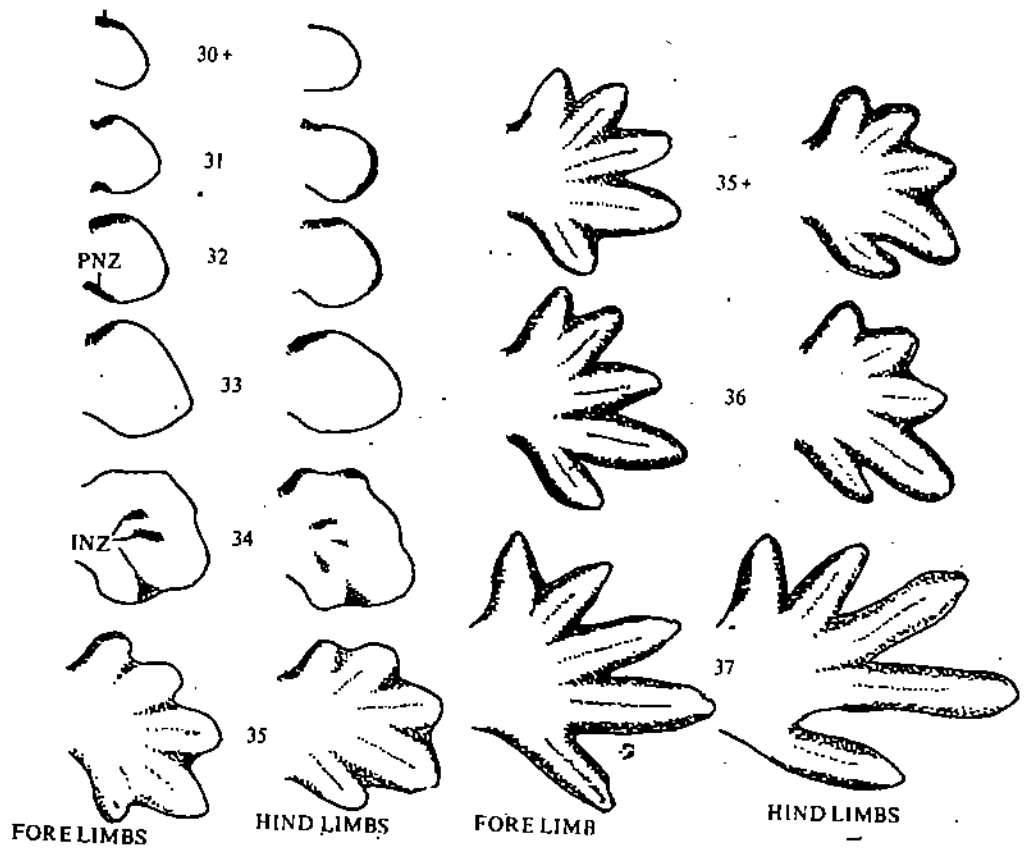 30+
31
PNZ
32
33
INZ
34
35
FORE LIMBS
HIND LIMBS
35+
36
37
FORE LIMB
HIND LIMBS